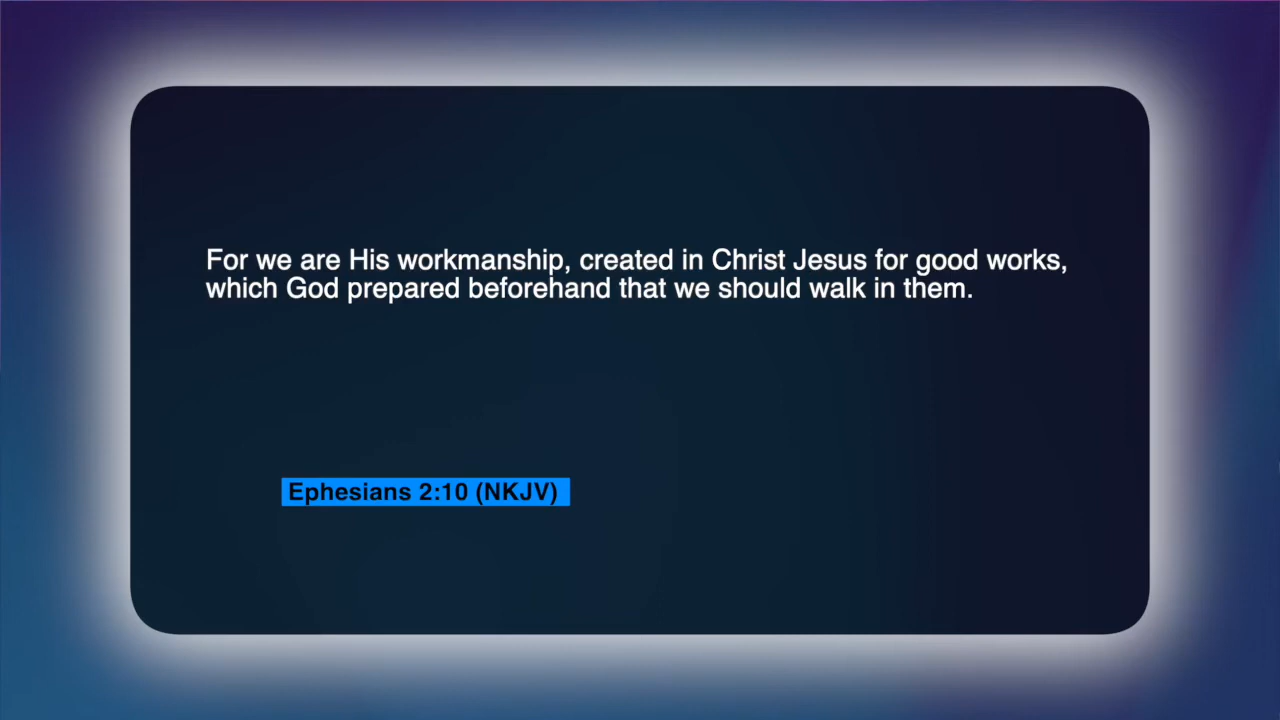 For we are His workmanship, created in Christ Jesus for good works,
which God prepared beforehand that we should walk in them.
Ephesians 2:10 (NKJV)